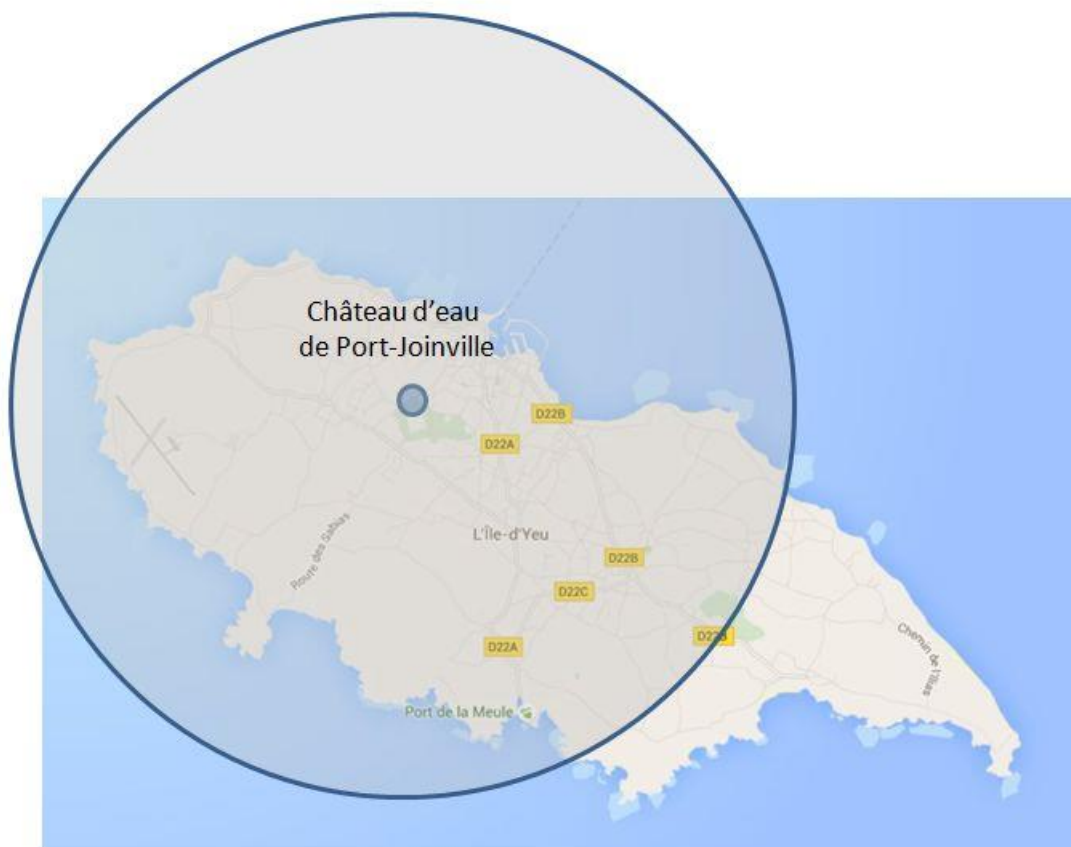 Château d'eau
de Port-Joinville
D22B
D22A
L'Île-d'Yeu
Route des Sabias
D22B
D22C
D22B
D22A
Chemin de l'Ilias
Port de la Meule